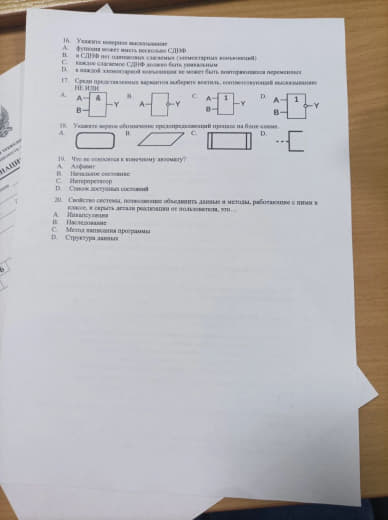 16. Укажите неверное высказывание
A. функция может иметь несколько СДНФ
B. в СДНФ нет одинаковых слагаемых (элементарных конъюнкций)
C. каждое слагаемое СДНФ должно быть уникальным
D. в каждой элементарной конъюнкции не может быть повторяющихся переменных
17. Среди представленных вариантов выберите вентиль, соответствующий высказыванию
НЕ ИЛИ
A. A B & Y B. A Y C. A B 1 Y D. A B 1 Y
18. Укажите верное обозначение предопределяющий процесс на блок-схеме.
A. B. C. D.
19. Что не относится к конечному автомату?
A. Алфавит
B. Начальное состояние
C. Интерпретатор
D. Список доступных состояний
20. Свойство системы, позволяющее объединить данные и методы, работающие с ними в
классе, и скрыть детали реализации от пользователя, это…
A. Инкапсуляция
B. Наследование
C. Метод написания программы
D. Структура данных